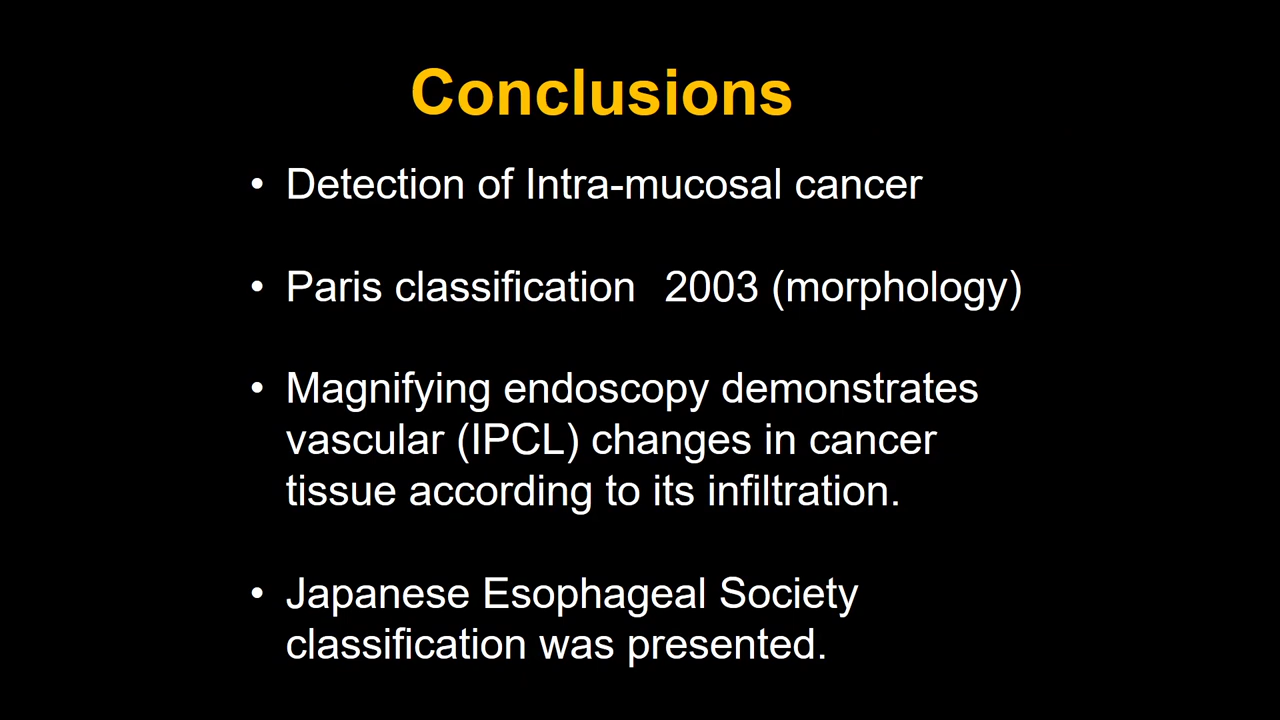 Conclusions
• Detection of Intra-mucosal cancer
• Paris classification 2003 (morphology)
• Magnifying endoscopy demonstrates
vascular (IPCL) changes in cancer
tissue according to its infiltration.
• Japanese Esophageal Society
classification was presented.